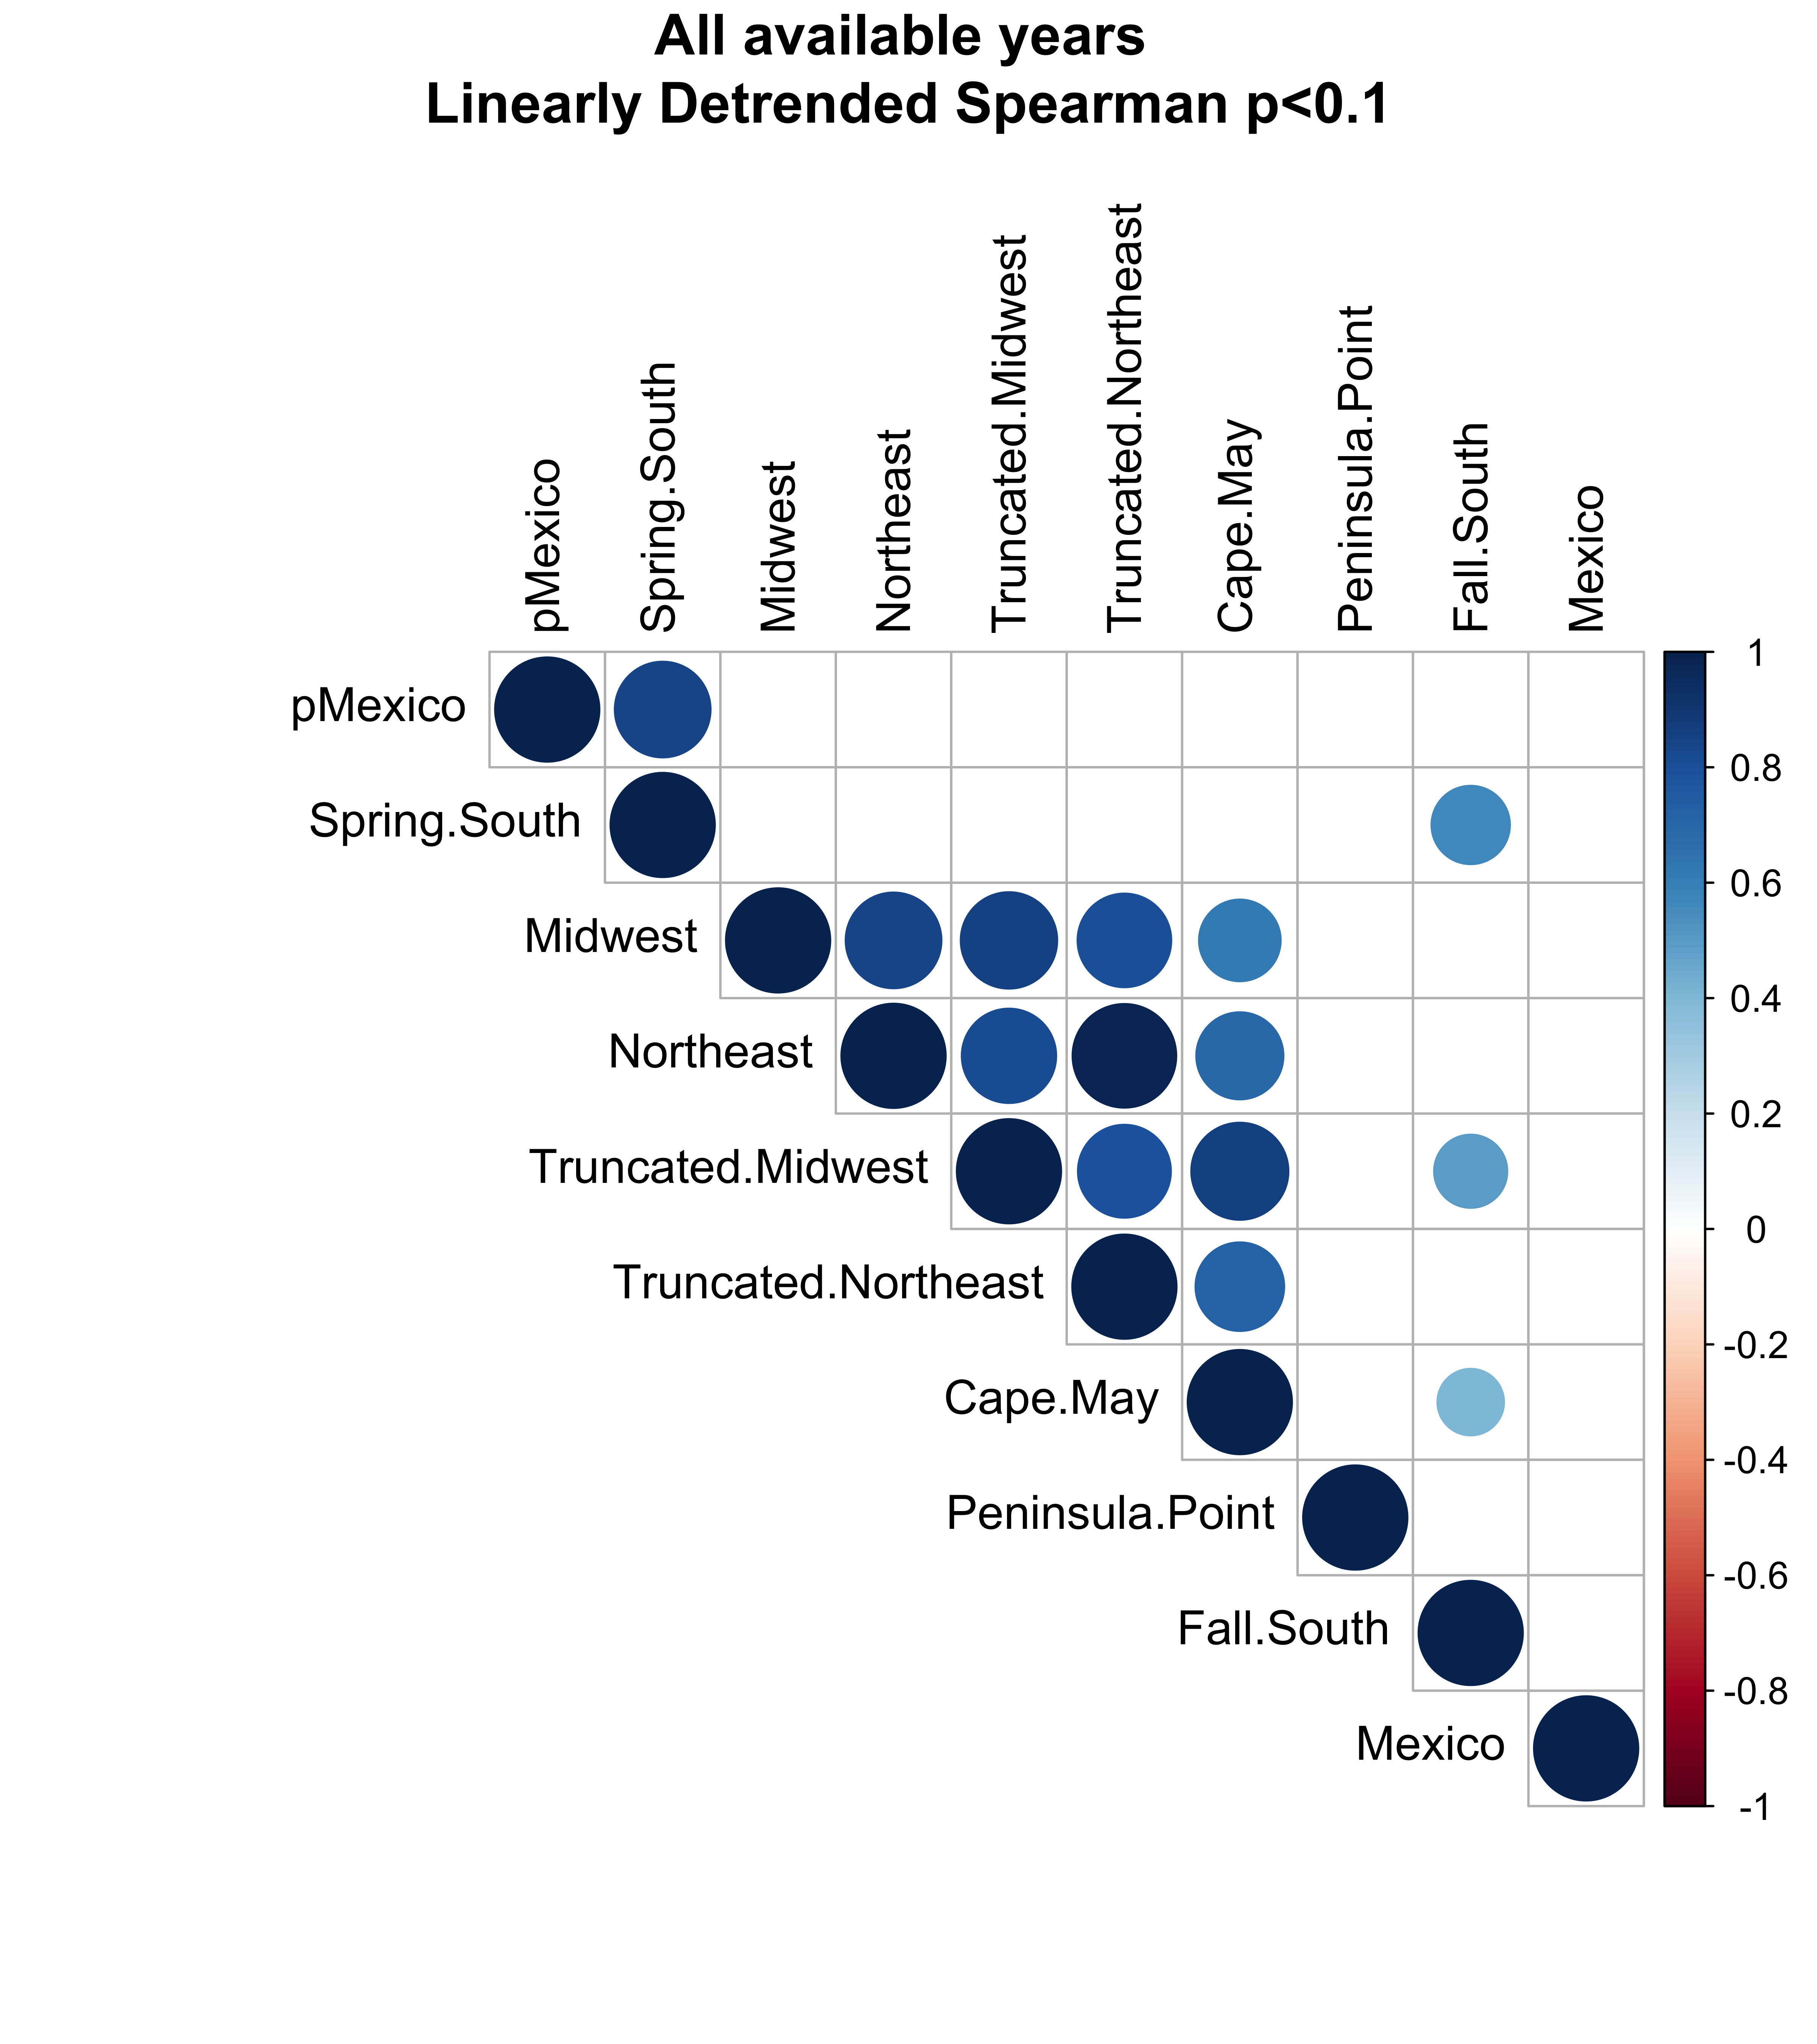 All available years
Linearly Detrended Spearman p<0.1
pMexico
Spring.South
Midwest
Northeast
Truncated.Midwest
Truncated.Northeast
Cape.May
Peninsula.Point
Fall.South
Mexico
pMexico
Spring.South
Midwest
Northeast
Truncated.Midwest
Truncated.Northeast
Cape.May
Peninsula.Point
Fall.South
Mexico
1
0.8
0.6
0.4
0.2
0
-0.2
-0.4
-0.6
-0.8
-1